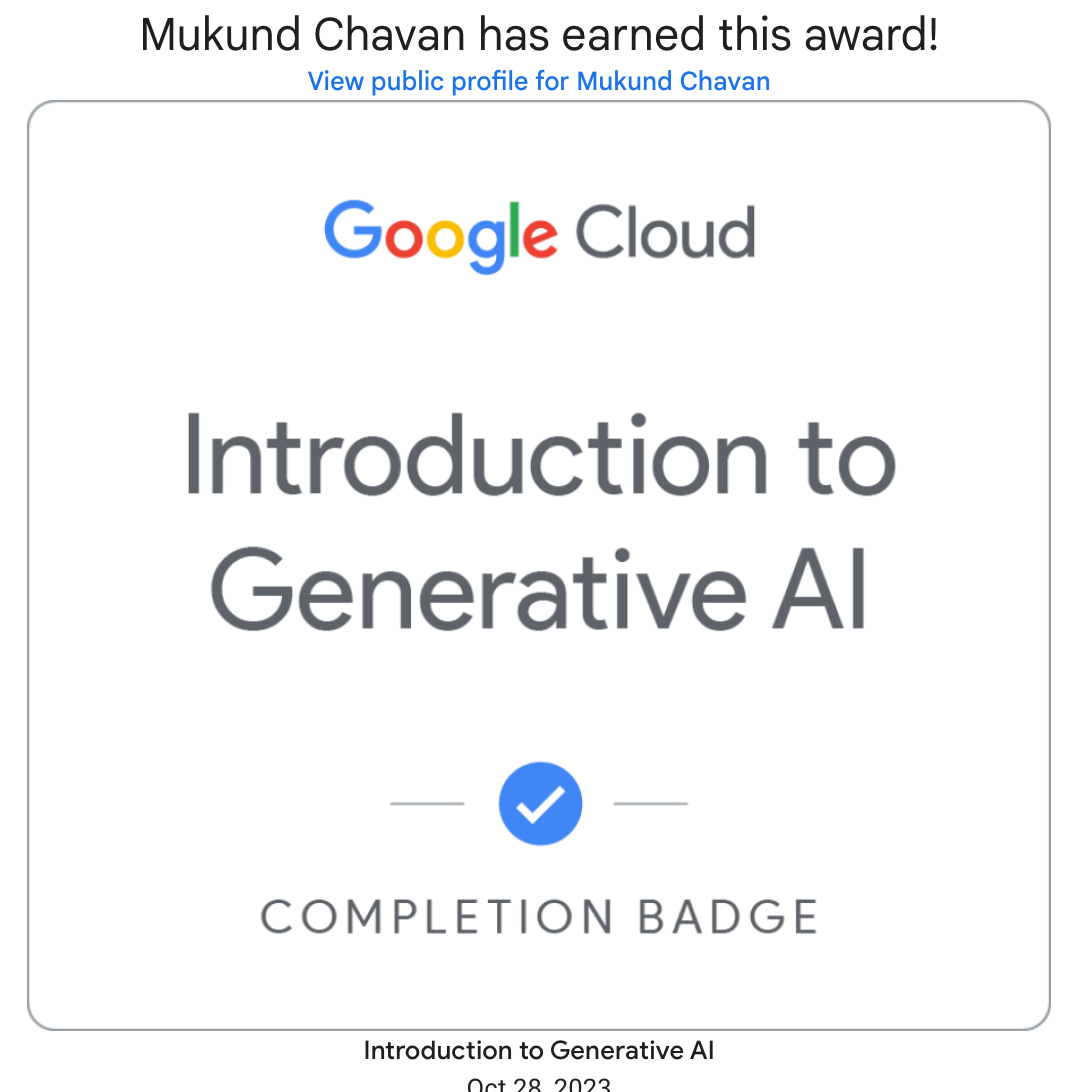 Mukund Chavan has earned this award!
View public profile for Mukund Chavan
Google Cloud
Introduction to
Generative AI
COMPLETION BADGE
Introduction to Generative AI
Oct 28, 2023